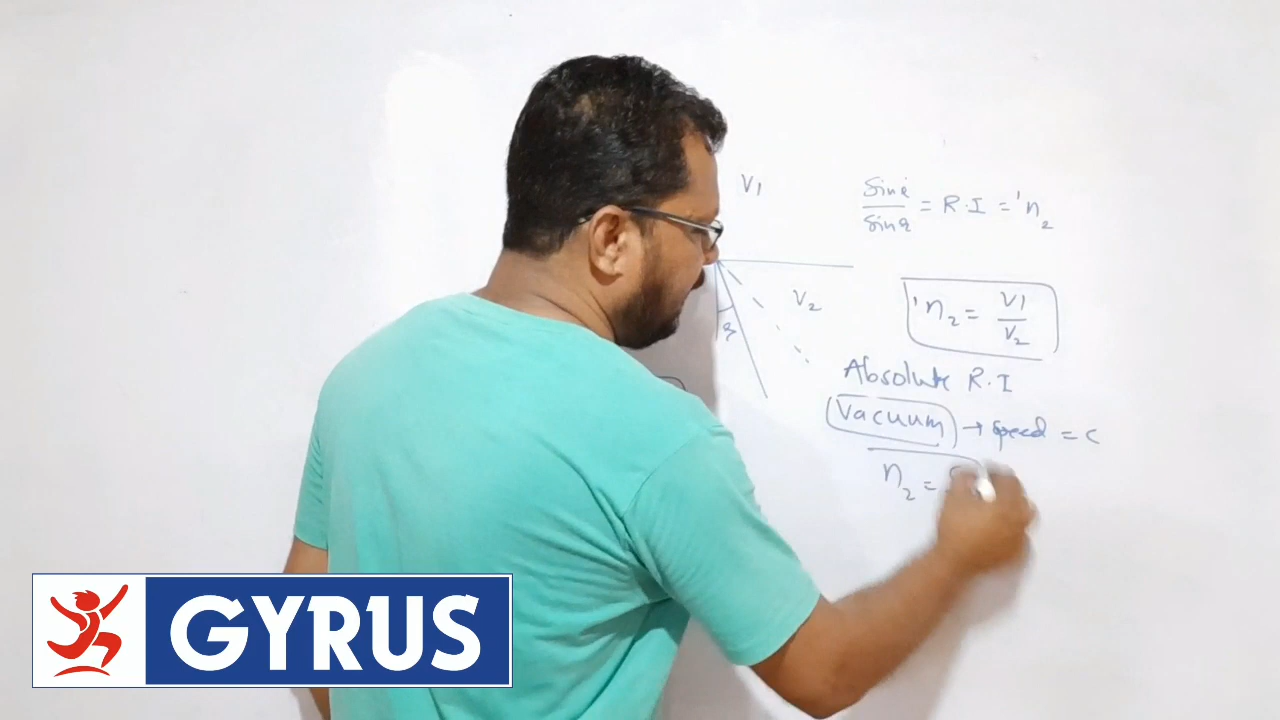 V1
Sin i / Sin r = R.I = ¹n₂
V₂
r
¹n₂ = V1 / V₂
Absolute R.I
Vacuum → speed = c
n₂ =
GYRUS